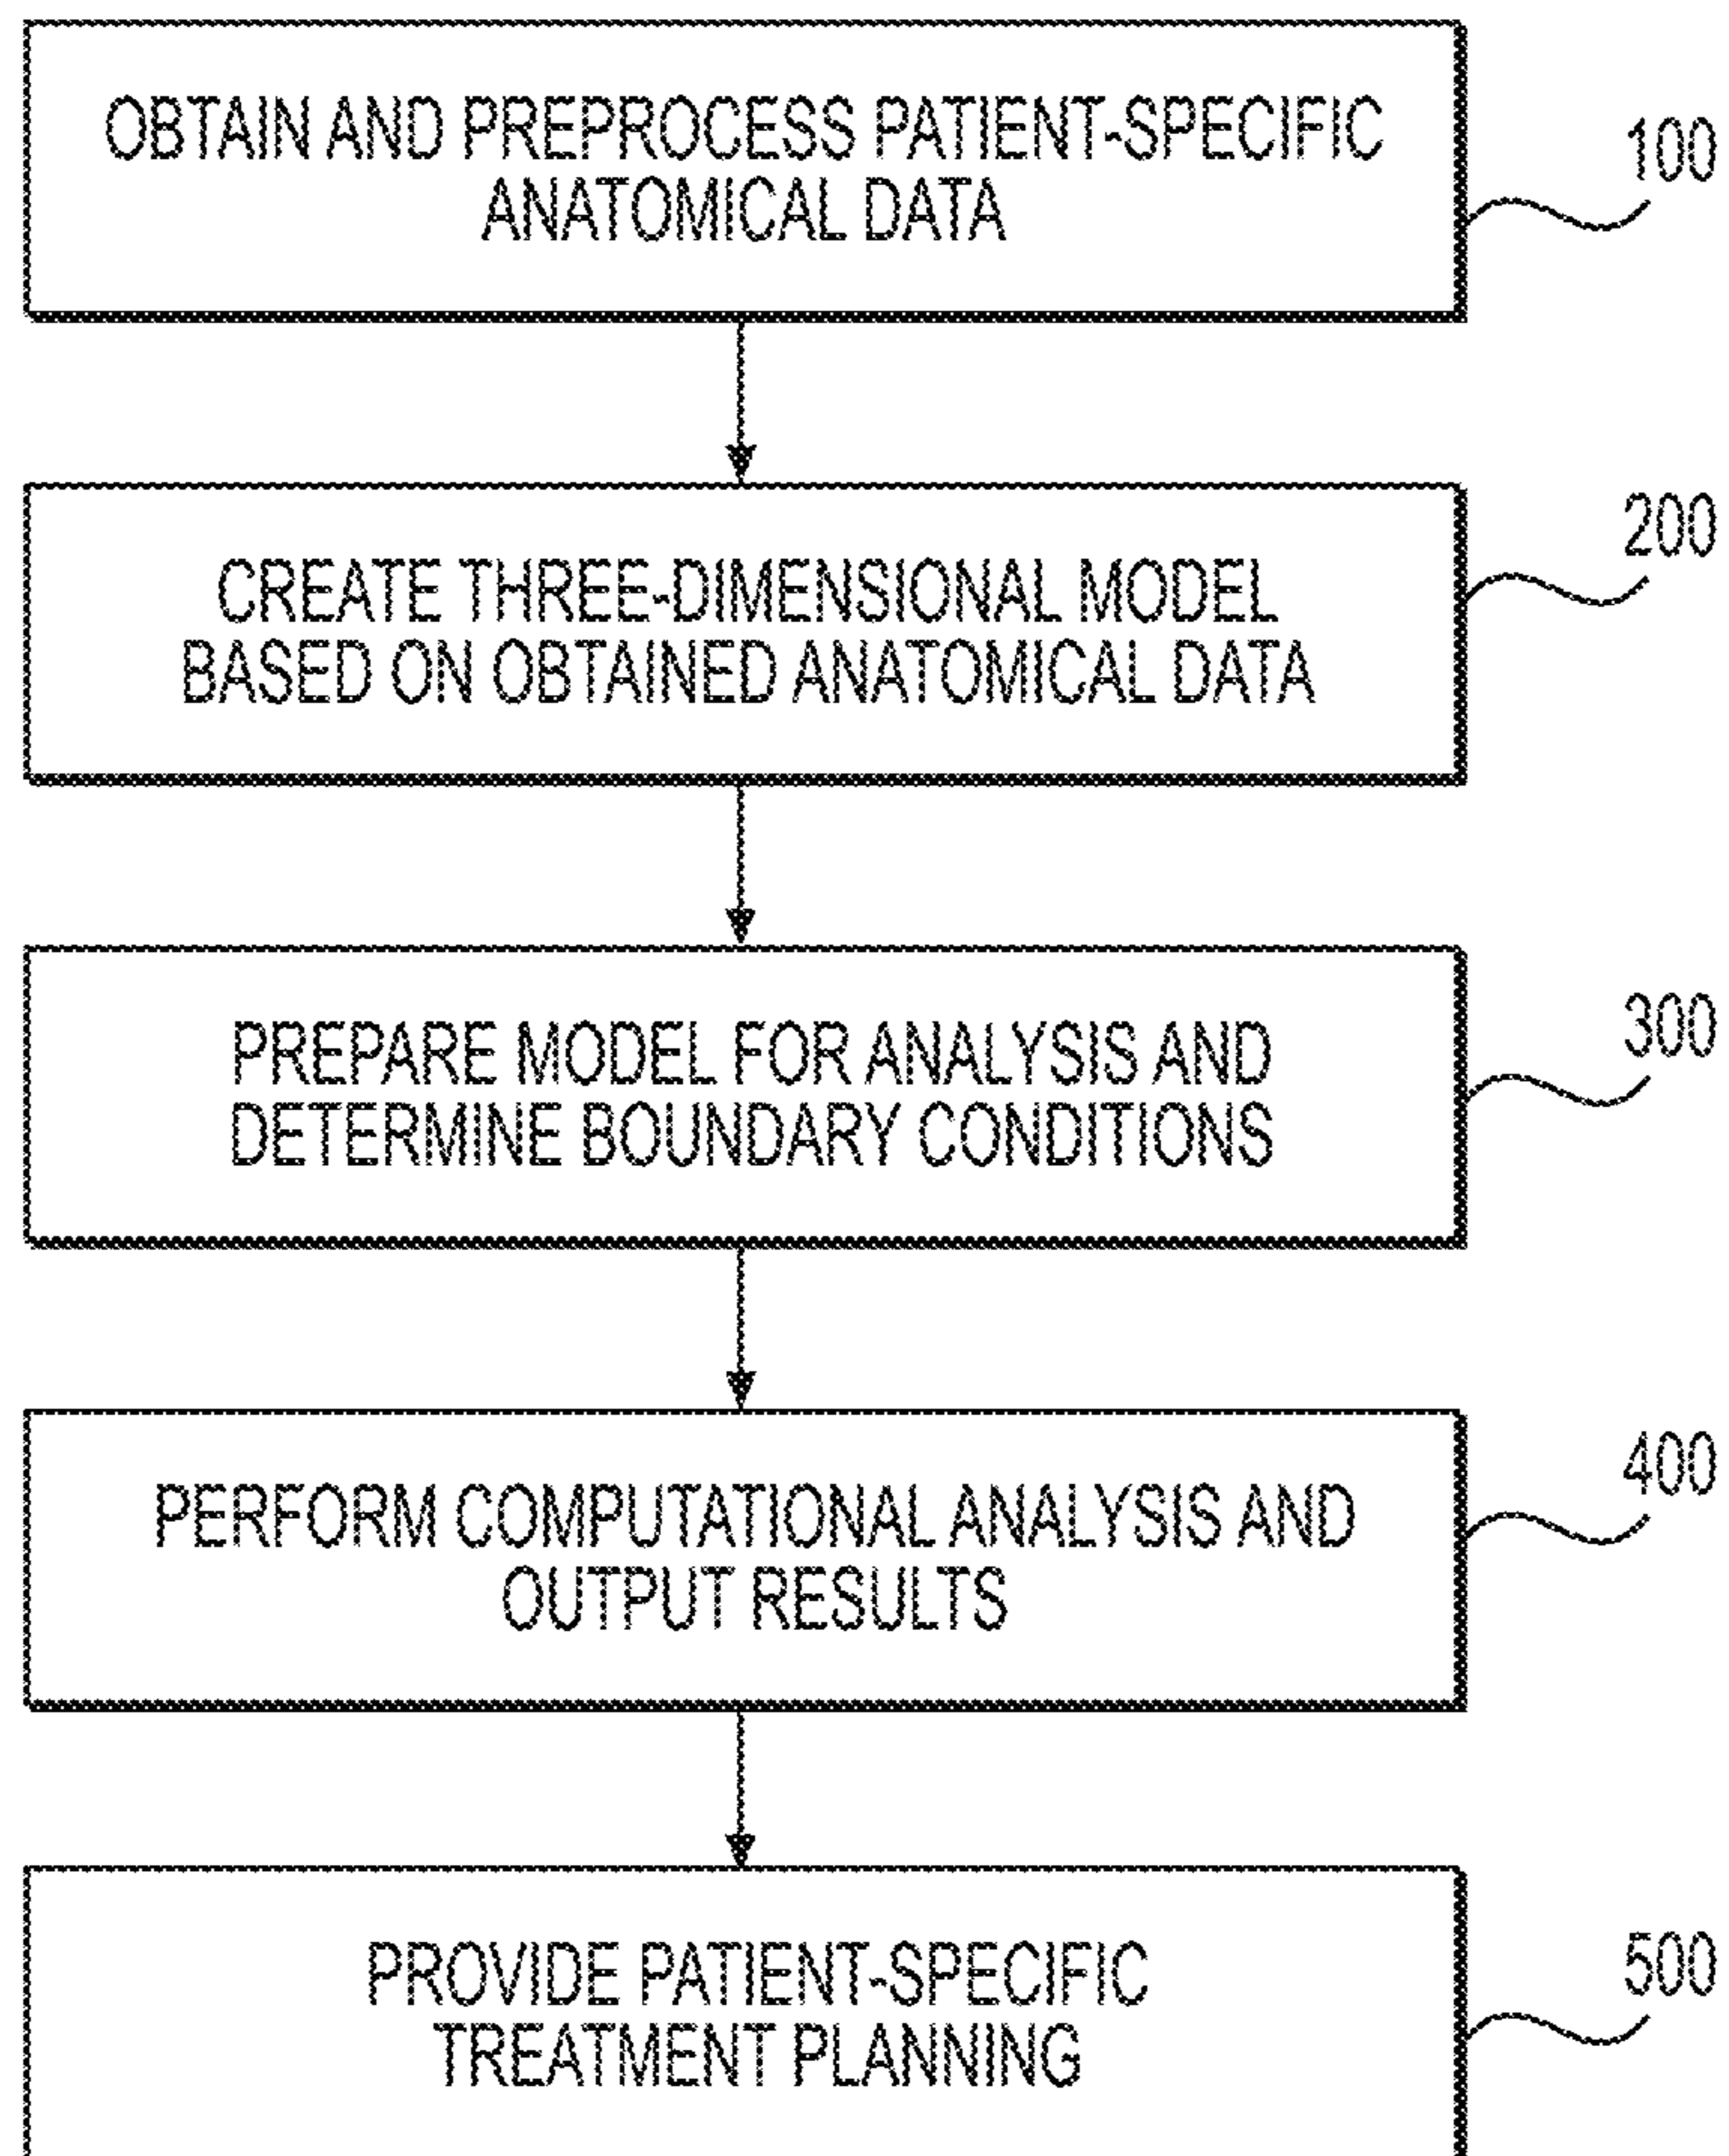 OBTAIN AND PREPROCESS PATIENT-SPECIFIC
ANATOMICAL DATA
100
CREATE THREE-DIMENSIONAL MODEL
BASED ON OBTAINED ANATOMICAL DATA
200
PREPARE MODEL FOR ANALYSIS AND
DETERMINE BOUNDARY CONDITIONS
300
PERFORM COMPUTATIONAL ANALYSIS AND
OUTPUT RESULTS
400
PROVIDE PATIENT-SPECIFIC
TREATMENT PLANNING
500